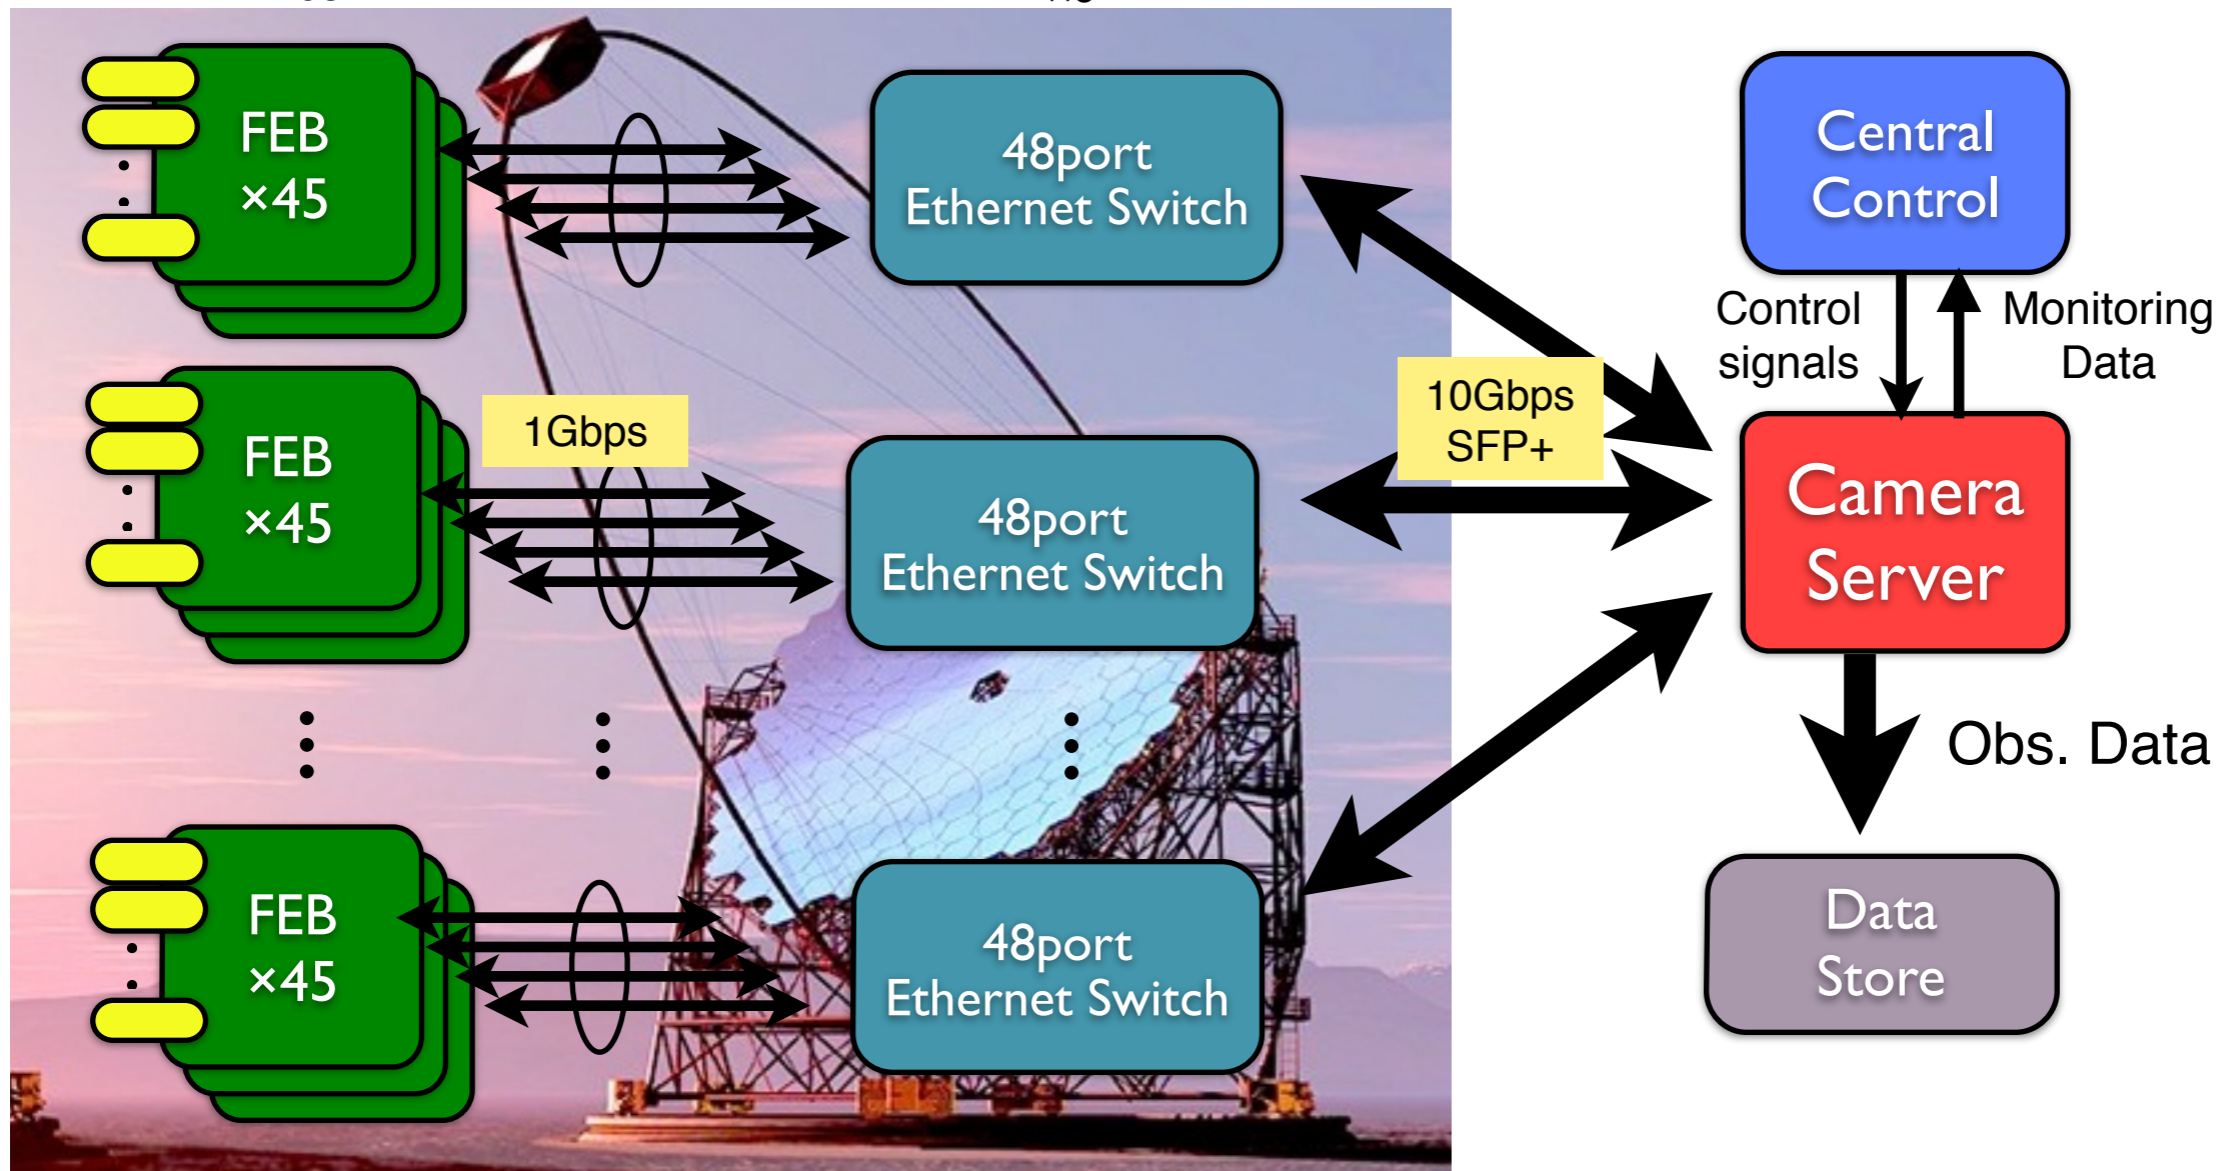 FEB
×45
48port
Ethernet Switch
Central
Control
Control
signals
Monitoring
Data
FEB
×45
1Gbps
48port
Ethernet Switch
10Gbps
SFP+
Camera
Server
Obs. Data
FEB
×45
48port
Ethernet Switch
Data
Store